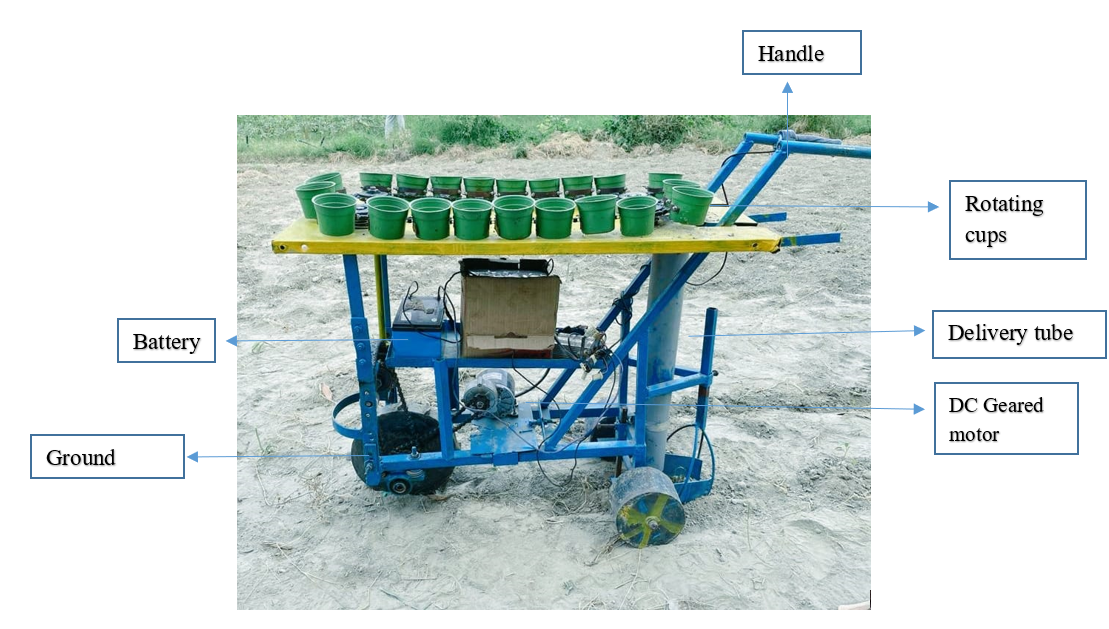 Handle
Rotating
cups
Battery
Delivery tube
DC Geared
motor
Ground